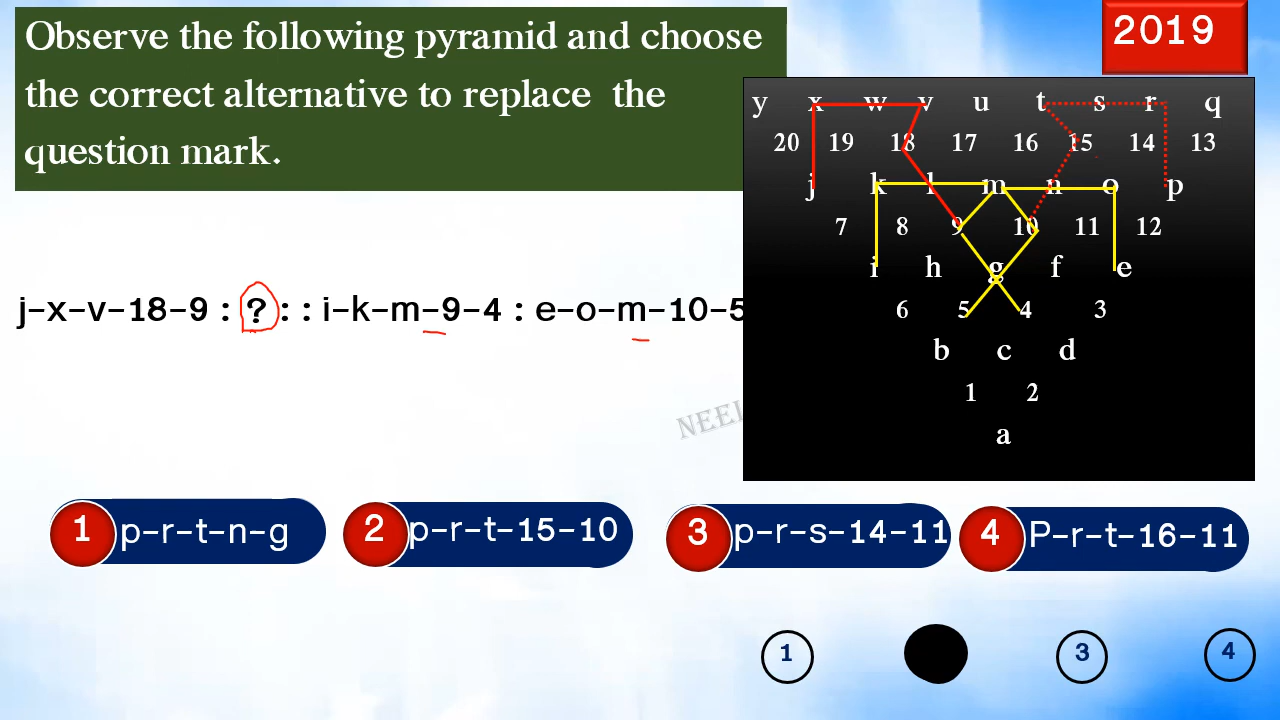 Observe the following pyramid and choose
the correct alternative to replace the
question mark.
2019
y x w v u t s r q
20 19 18 17 16 15 14 13
j k l m n o p
7 8 9 10 11 12
i h g f e
6 5 4 3
b c d
1 2
a
j-x-v-18-9 : ? : : i-k-m-9-4 : e-o-m-10-5
1 p-r-t-n-g
2 p-r-t-15-10
3 p-r-s-14-11
4 P-r-t-16-11
1 3 4